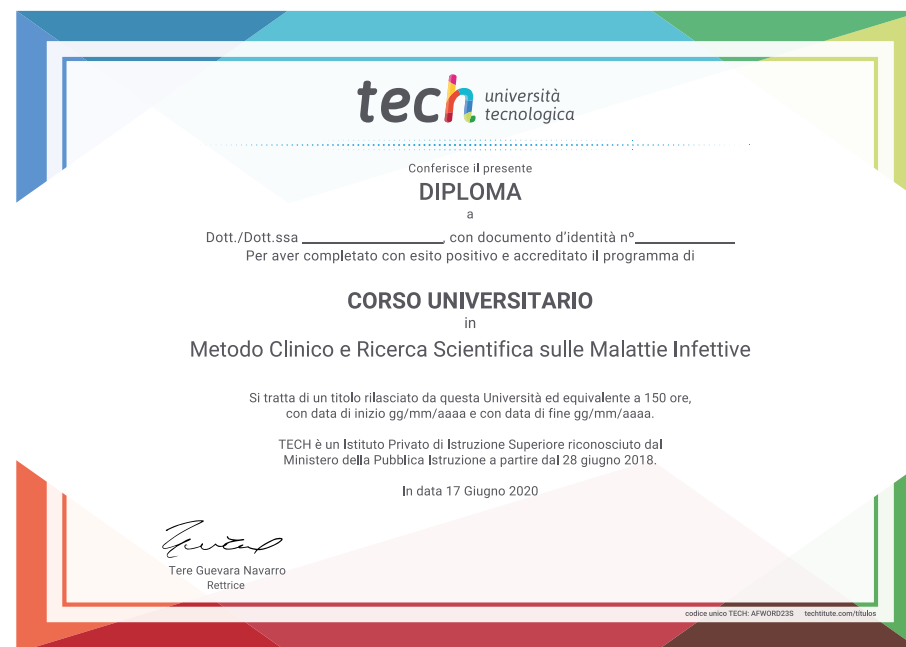 tech università
tecnologica
Conferisce il presente
DIPLOMA
a
Dott./Dott.ssa ________________, con documento d'identità nº____________
Per aver completato con esito positivo e accreditato il programma di
CORSO UNIVERSITARIO
in
Metodo Clinico e Ricerca Scientifica sulle Malattie Infettive
Si tratta di un titolo rilasciato da questa Università ed equivalente a 150 ore,
con data di inizio gg/mm/aaaa e con data di fine gg/mm/aaaa.
TECH è un Istituto Privato di Istruzione Superiore riconosciuto dal
Ministero della Pubblica Istruzione a partire dal 28 giugno 2018.
In data 17 Giugno 2020
Tere Guevara Navarro
Rettrice
codice unico TECH: AFWORD23S techtitute.com/titulos